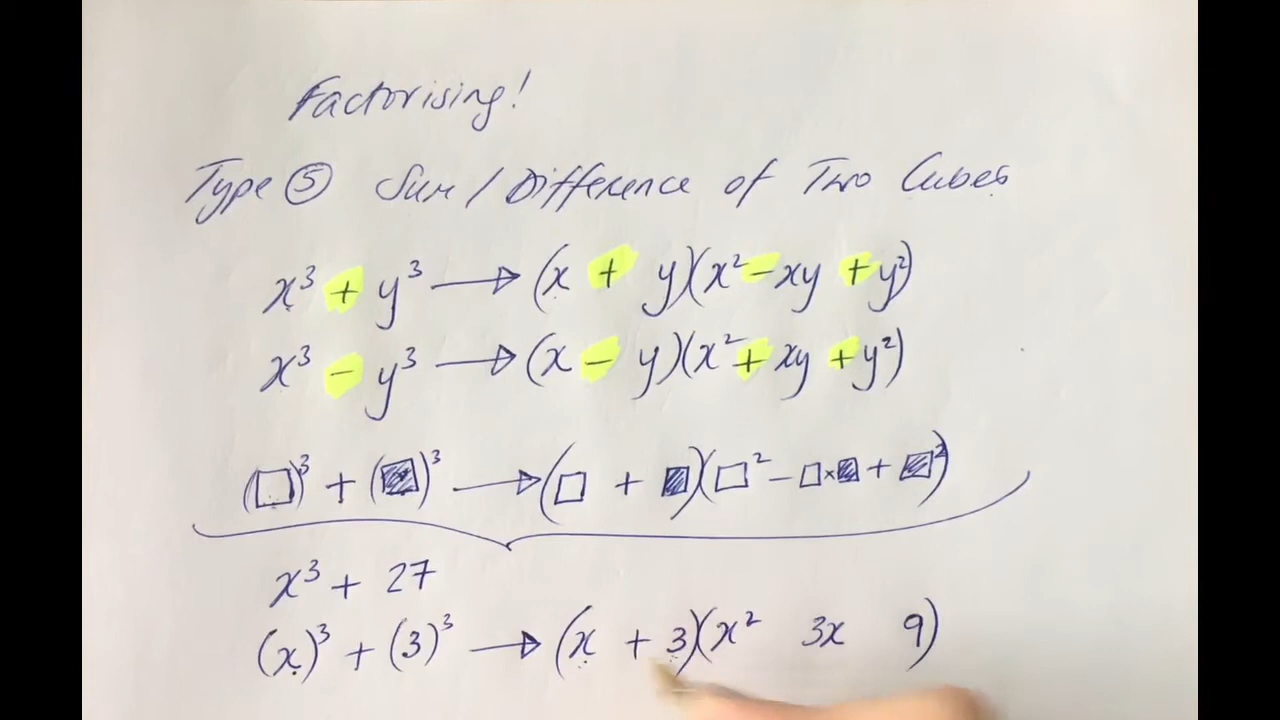 Factorising!
Type ⑤ Sum / Difference of Two Cubes
x³ + y³ → (x + y)(x² - xy + y²)
x³ - y³ → (x - y)(x² + xy + y²)
(□)³ + (■)³ → (□ + ■)(□² - □×■ + ■²)
x³ + 27
(x)³ + (3)³ → (x + 3)(x² 3x 9)